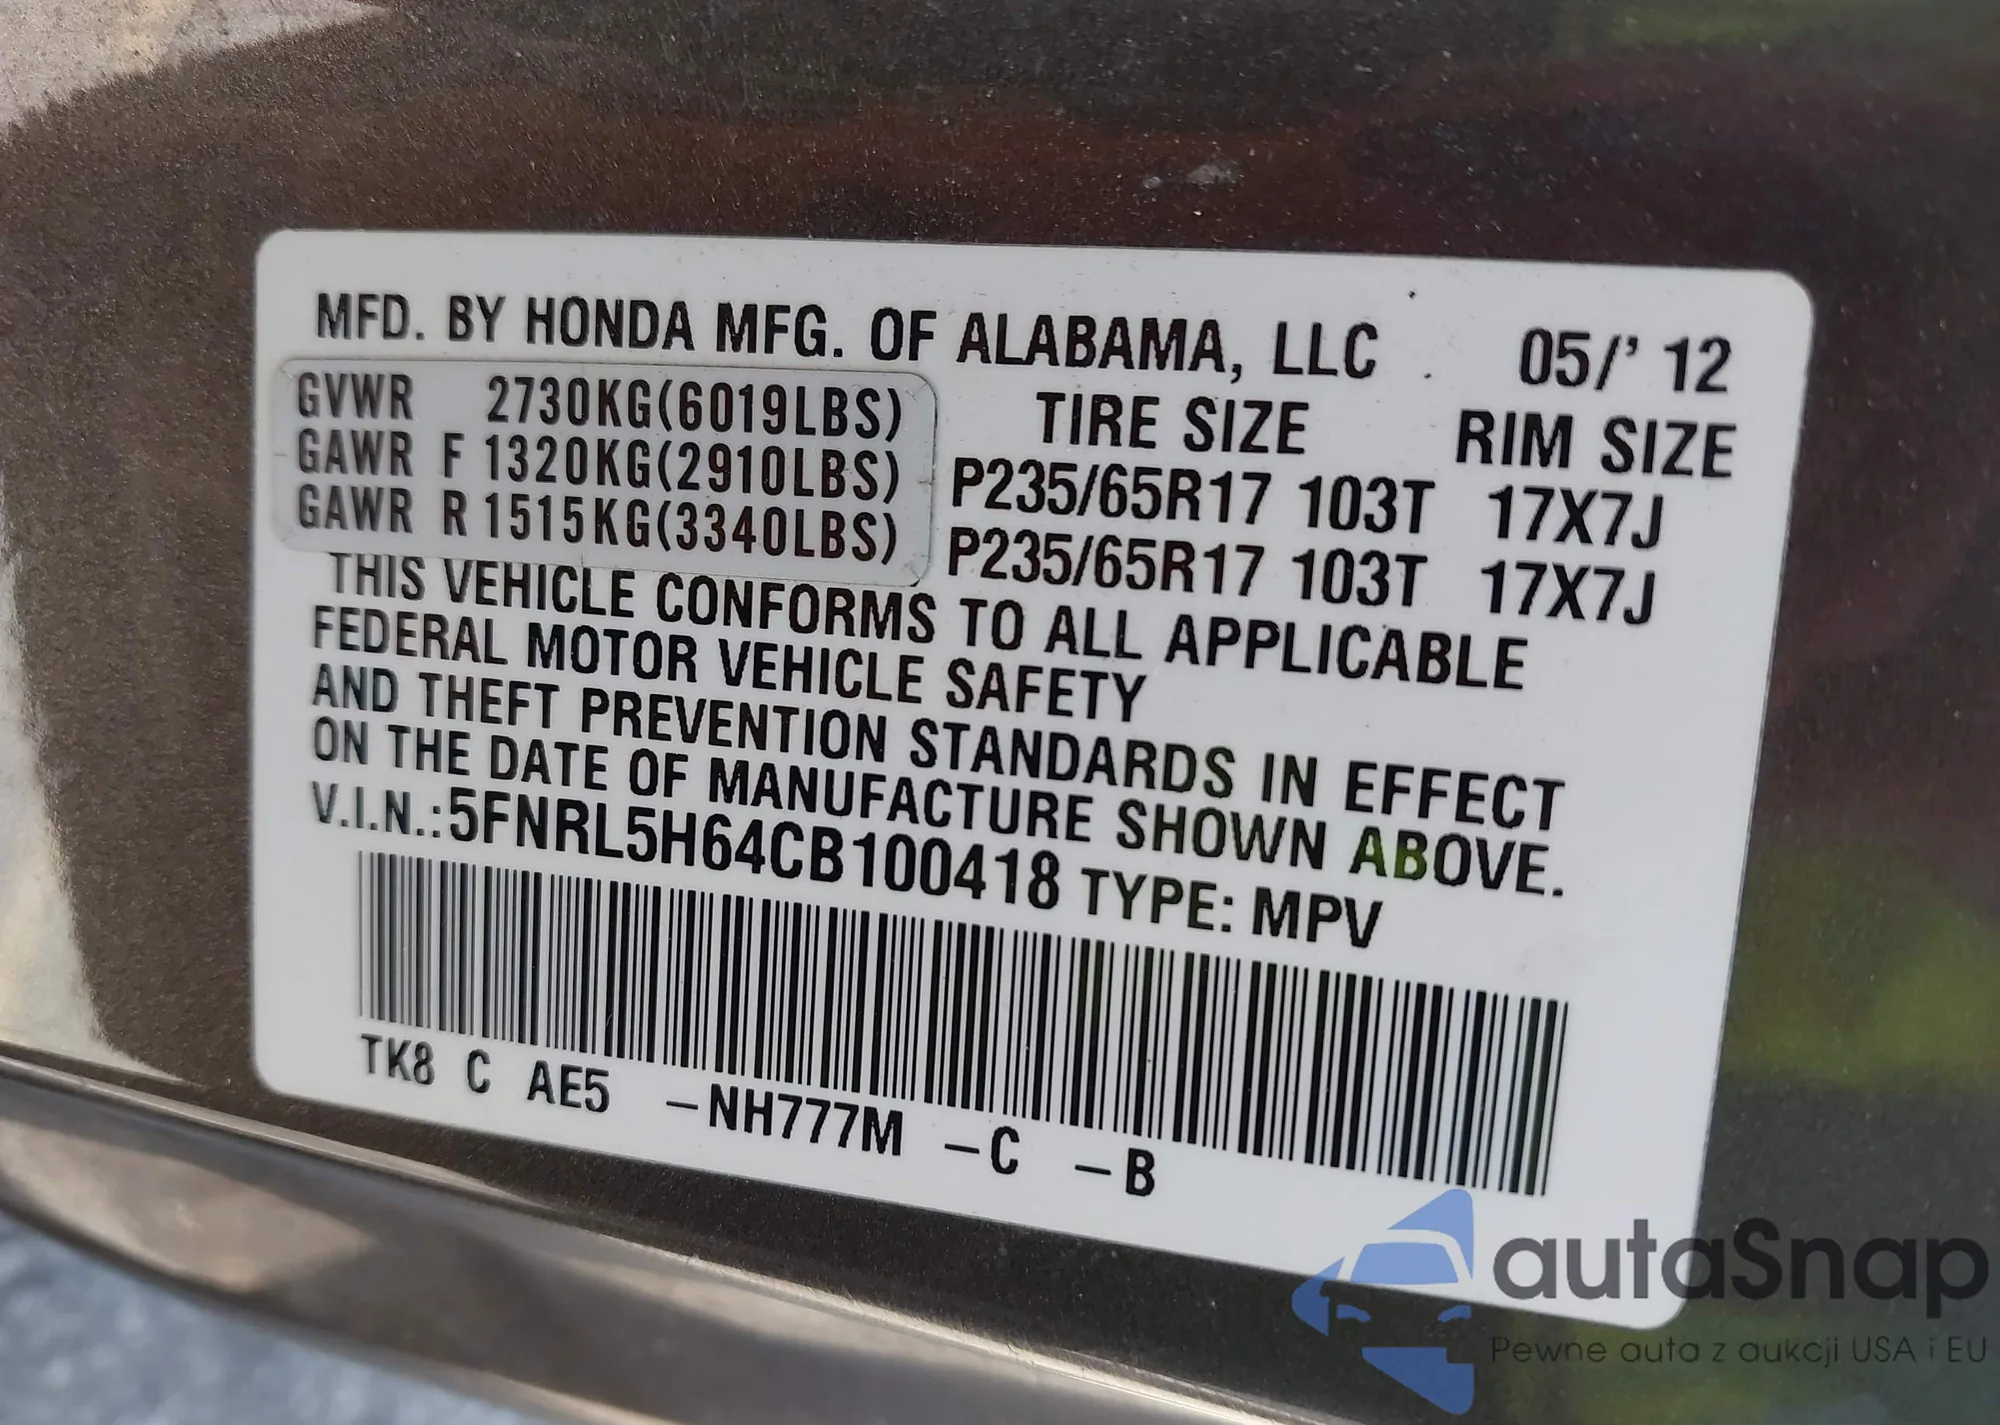 MFD. BY HONDA MFG. OF ALABAMA, LLC 05/' 12
GVWR 2730KG(6019LBS) TIRE SIZE RIM SIZE
GAWR F 1320KG(2910LBS) P235/65R17 103T 17X7J
GAWR R 1515KG(3340LBS) P235/65R17 103T 17X7J
THIS VEHICLE CONFORMS TO ALL APPLICABLE
FEDERAL MOTOR VEHICLE SAFETY
AND THEFT PREVENTION STANDARDS IN EFFECT
ON THE DATE OF MANUFACTURE SHOWN ABOVE.
V.I.N.:5FNRL5H64CB100418 TYPE: MPV
TK8 C AE5 -NH777M -C -B
autaSnap
Pewne auta z aukcji USA i EU